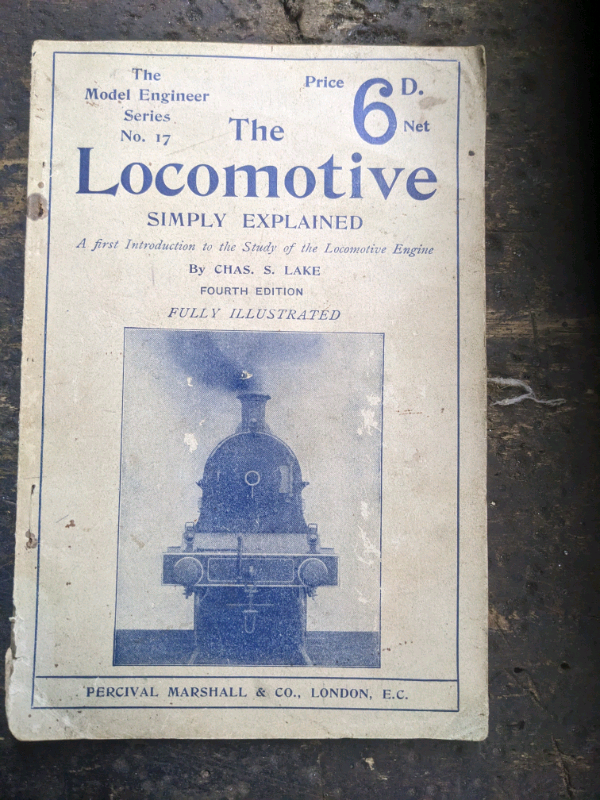 The
Model Engineer
Series
No. 17
Price 6 D.
Net
The
Locomotive
SIMPLY EXPLAINED
A first Introduction to the Study of the Locomotive Engine
By CHAS. S. LAKE
FOURTH EDITION
FULLY ILLUSTRATED
PERCIVAL MARSHALL & CO., LONDON, E.C.